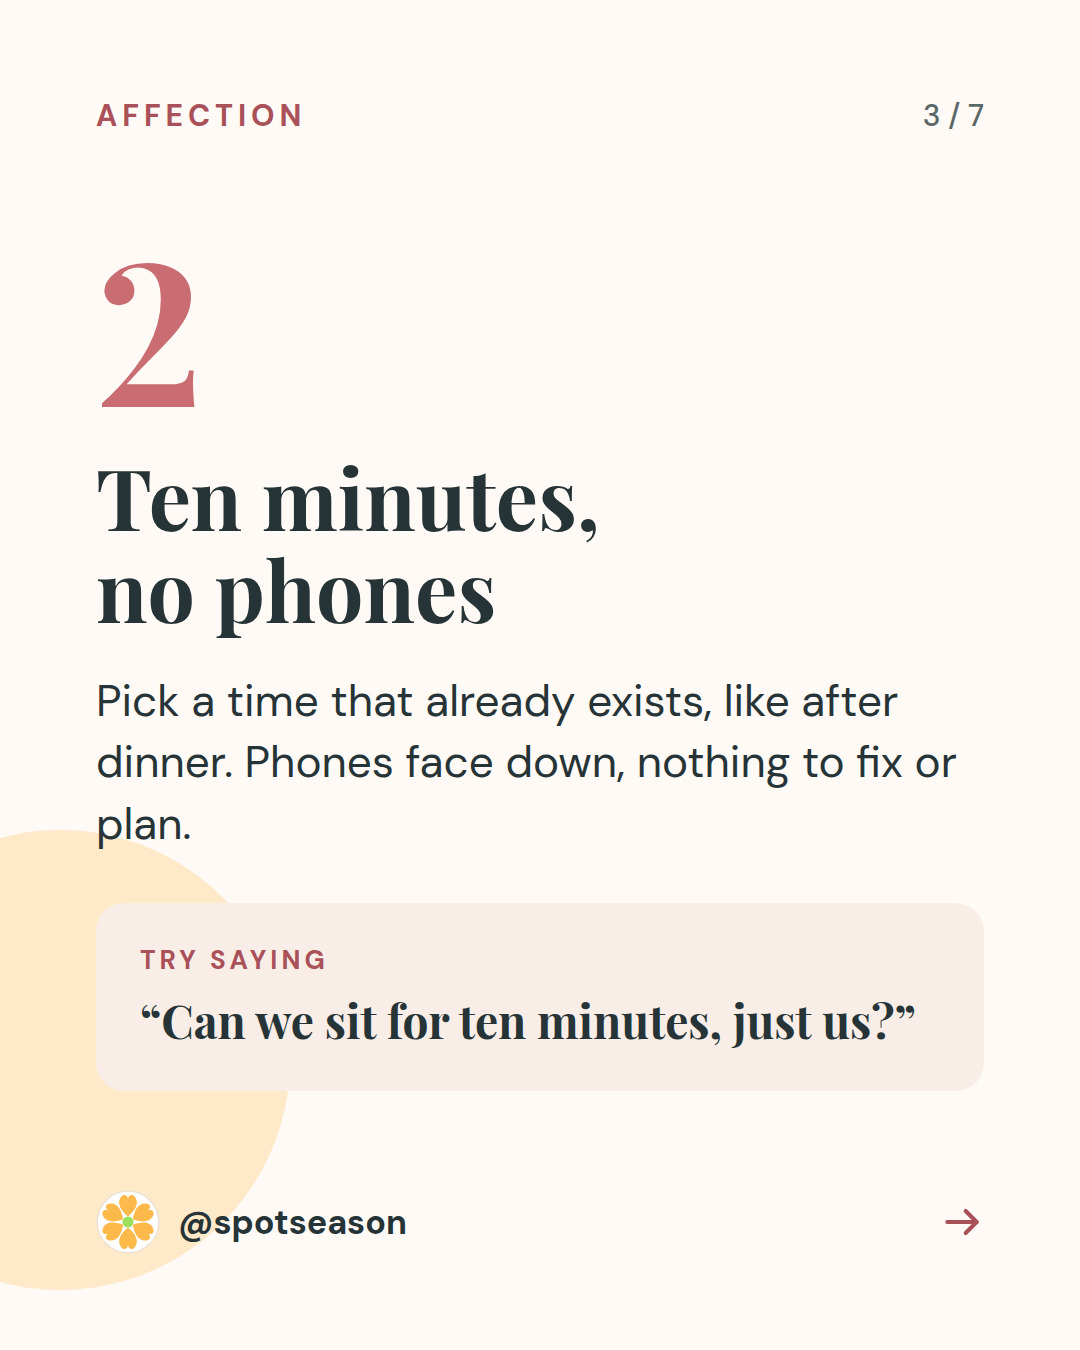 AFFECTION
3 / 7
2
Ten minutes,
no phones
Pick a time that already exists, like after
dinner. Phones face down, nothing to fix or
plan.
TRY SAYING
“Can we sit for ten minutes, just us?”
@spotseason